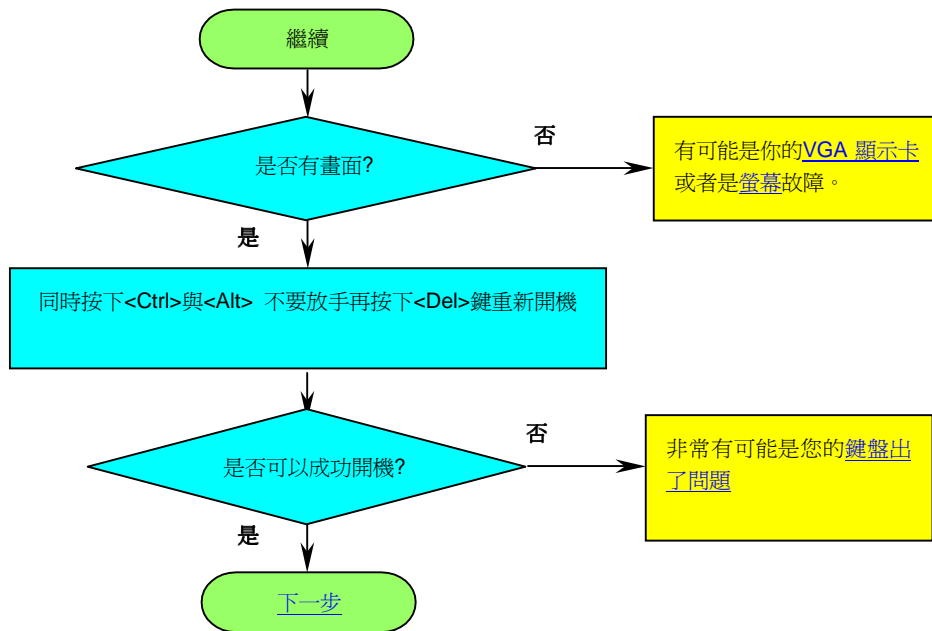 繼續
是否有畫面?
否
有可能是你的VGA 顯示卡
或者是螢幕故障。
是
同時按下<Ctrl>與<Alt> 不要放手再按下<Del>鍵重新開機
是否可以成功開機?
否
非常有可能是您的鍵盤出
了問題
是
下一步